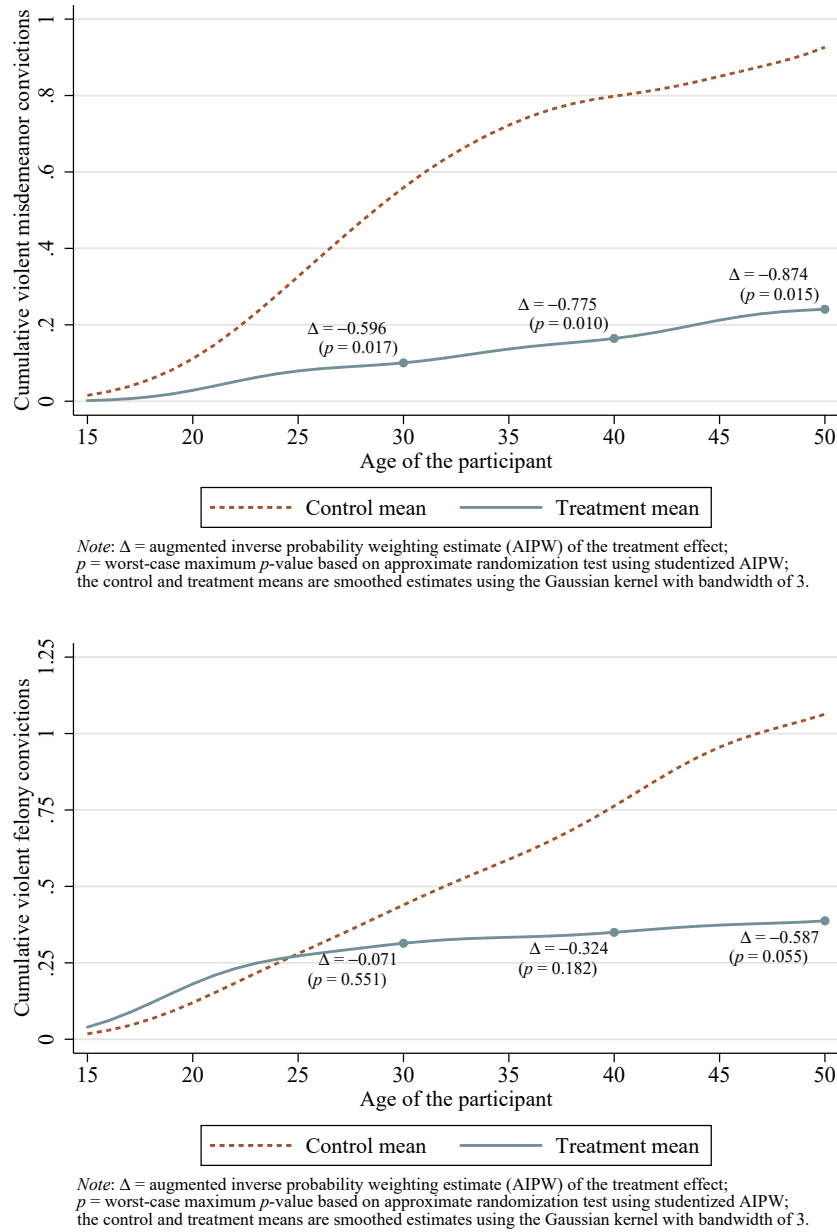 Cumulative violent misdemeanor convictions
1
.8
.6
.4
.2
0
Δ = −0.596
(p = 0.017)
Δ = −0.775
(p = 0.010)
Δ = −0.874
(p = 0.015)
15 20 25 30 35 40 45 50
Age of the participant
Control mean Treatment mean
Note: Δ = augmented inverse probability weighting estimate (AIPW) of the treatment effect;
p = worst-case maximum p-value based on approximate randomization test using studentized AIPW;
the control and treatment means are smoothed estimates using the Gaussian kernel with bandwidth of 3.
Cumulative violent felony convictions
1.25
1
.75
.5
.25
0
Δ = −0.071
(p = 0.551)
Δ = −0.324
(p = 0.182)
Δ = −0.587
(p = 0.055)
15 20 25 30 35 40 45 50
Age of the participant
Control mean Treatment mean
Note: Δ = augmented inverse probability weighting estimate (AIPW) of the treatment effect;
p = worst-case maximum p-value based on approximate randomization test using studentized AIPW;
the control and treatment means are smoothed estimates using the Gaussian kernel with bandwidth of 3.